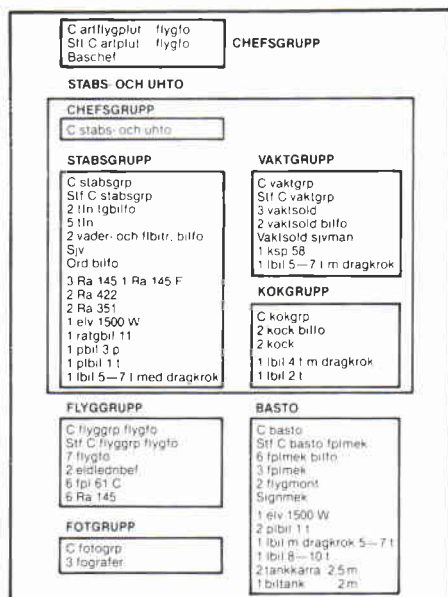 C artflygplut flygfo
Stf C artplut flygfo
Baschef
CHEFSGRUPP
STABS- OCH UHTO
CHEFSGRUPP
C stabs- och uhto
STABSGRUPP
C stabsgrp
Stf C stabsgrp
2 tln tgbilfo
5 tln
2 väder- och flbitr, bilfo
Sjv
Ord bilfo
3 Ra 145 1 Ra 145 F
2 Ra 422
2 Ra 351
1 elv 1500 W
1 ratgbil 11
1 pbil 3 p
1 plbil 1 t
1 lbil 5—7 t med dragkrok
VAKTGRUPP
C vaktgrp
Stf C vaktgrp
3 vaktsold
2 vaktsold bilfo
Vaktsold sjvman
1 ksp 58
1 lbil 5—7 t m dragkrok
KOKGRUPP
C kokgrp
2 kock bilfo
2 kock
1 lbil 4 t m dragkrok
1 lbil 2 t
FLYGGRUPP
C flyggrp flygfo
Stf C flyggrp flygfo
7 flygfo
2 eldlednbef
6 fpl 61 C
6 Ra 145
FOTGRUPP
C fotogrp
3 fografer
BASTO
C basto
Stf C basto fplmek
6 fplmek bilfo
3 fplmek
2 flygmont
Signmek
1 elv 1500 W
2 plbil 1 t
1 lbil m dragkrok 5—7 t
1 lbil 8—10 t
2 tankkärra 2,5 m
1 biltank 2 m